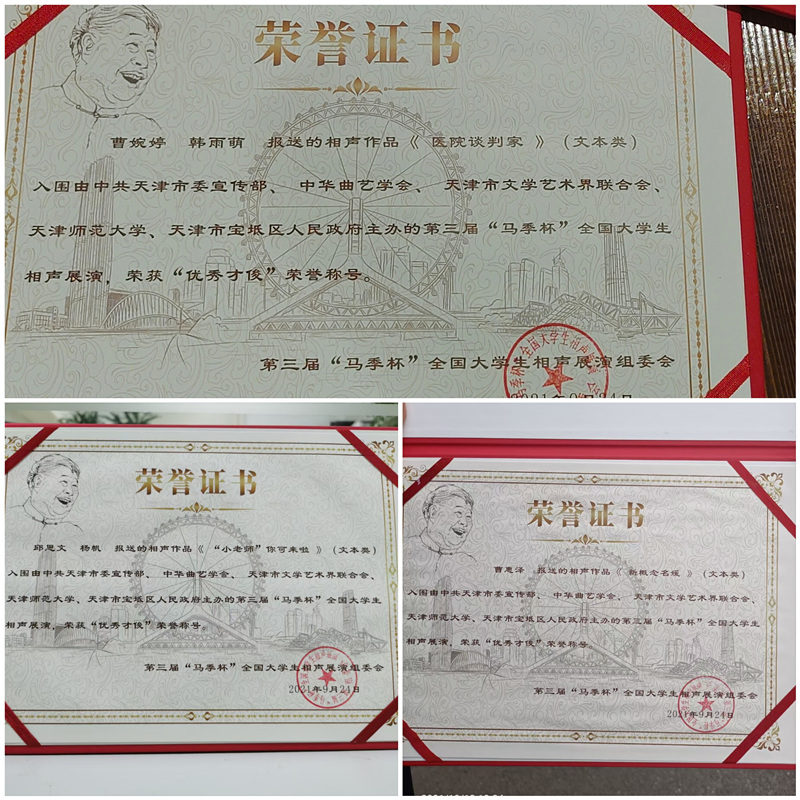 荣誉证书
曹婉婷 韩雨萌 报送的相声作品《 医院谈判家 》（文本类）
入围由中共天津市委宣传部、 中华曲艺学会、 天津市文学艺术界联合会、
天津师范大学、天津市宝坻区人民政府主办的第三届“马季杯”全国大学生
相声展演，荣获“优秀才俊”荣誉称号。
第三届“马季杯”全国大学生相声展演组委会
荣誉证书
邱思文 杨帆 报送的相声作品《 “小老师”你可来啦 》（文本类）
入围由中共天津市委宣传部、 中华曲艺学会、 天津市文学艺术界联合会、
天津师范大学、天津市宝坻区人民政府主办的第三届“马季杯”全国大学生
相声展演，荣获“优秀才俊”荣誉称号。
第三届“马季杯”全国大学生相声展演组委会
2021年9月24日
荣誉证书
曹惠泽 报送的相声作品《 新概念名媛 》（文本类）
入围由中共天津市委宣传部、 中华曲艺学会、 天津市文学艺术界联合会、
天津师范大学、天津市宝坻区人民政府主办的第三届“马季杯”全国大学生
相声展演，荣获“优秀才俊”荣誉称号。
第三届“马季杯”全国大学生相声展演组委会
2021年9月24日